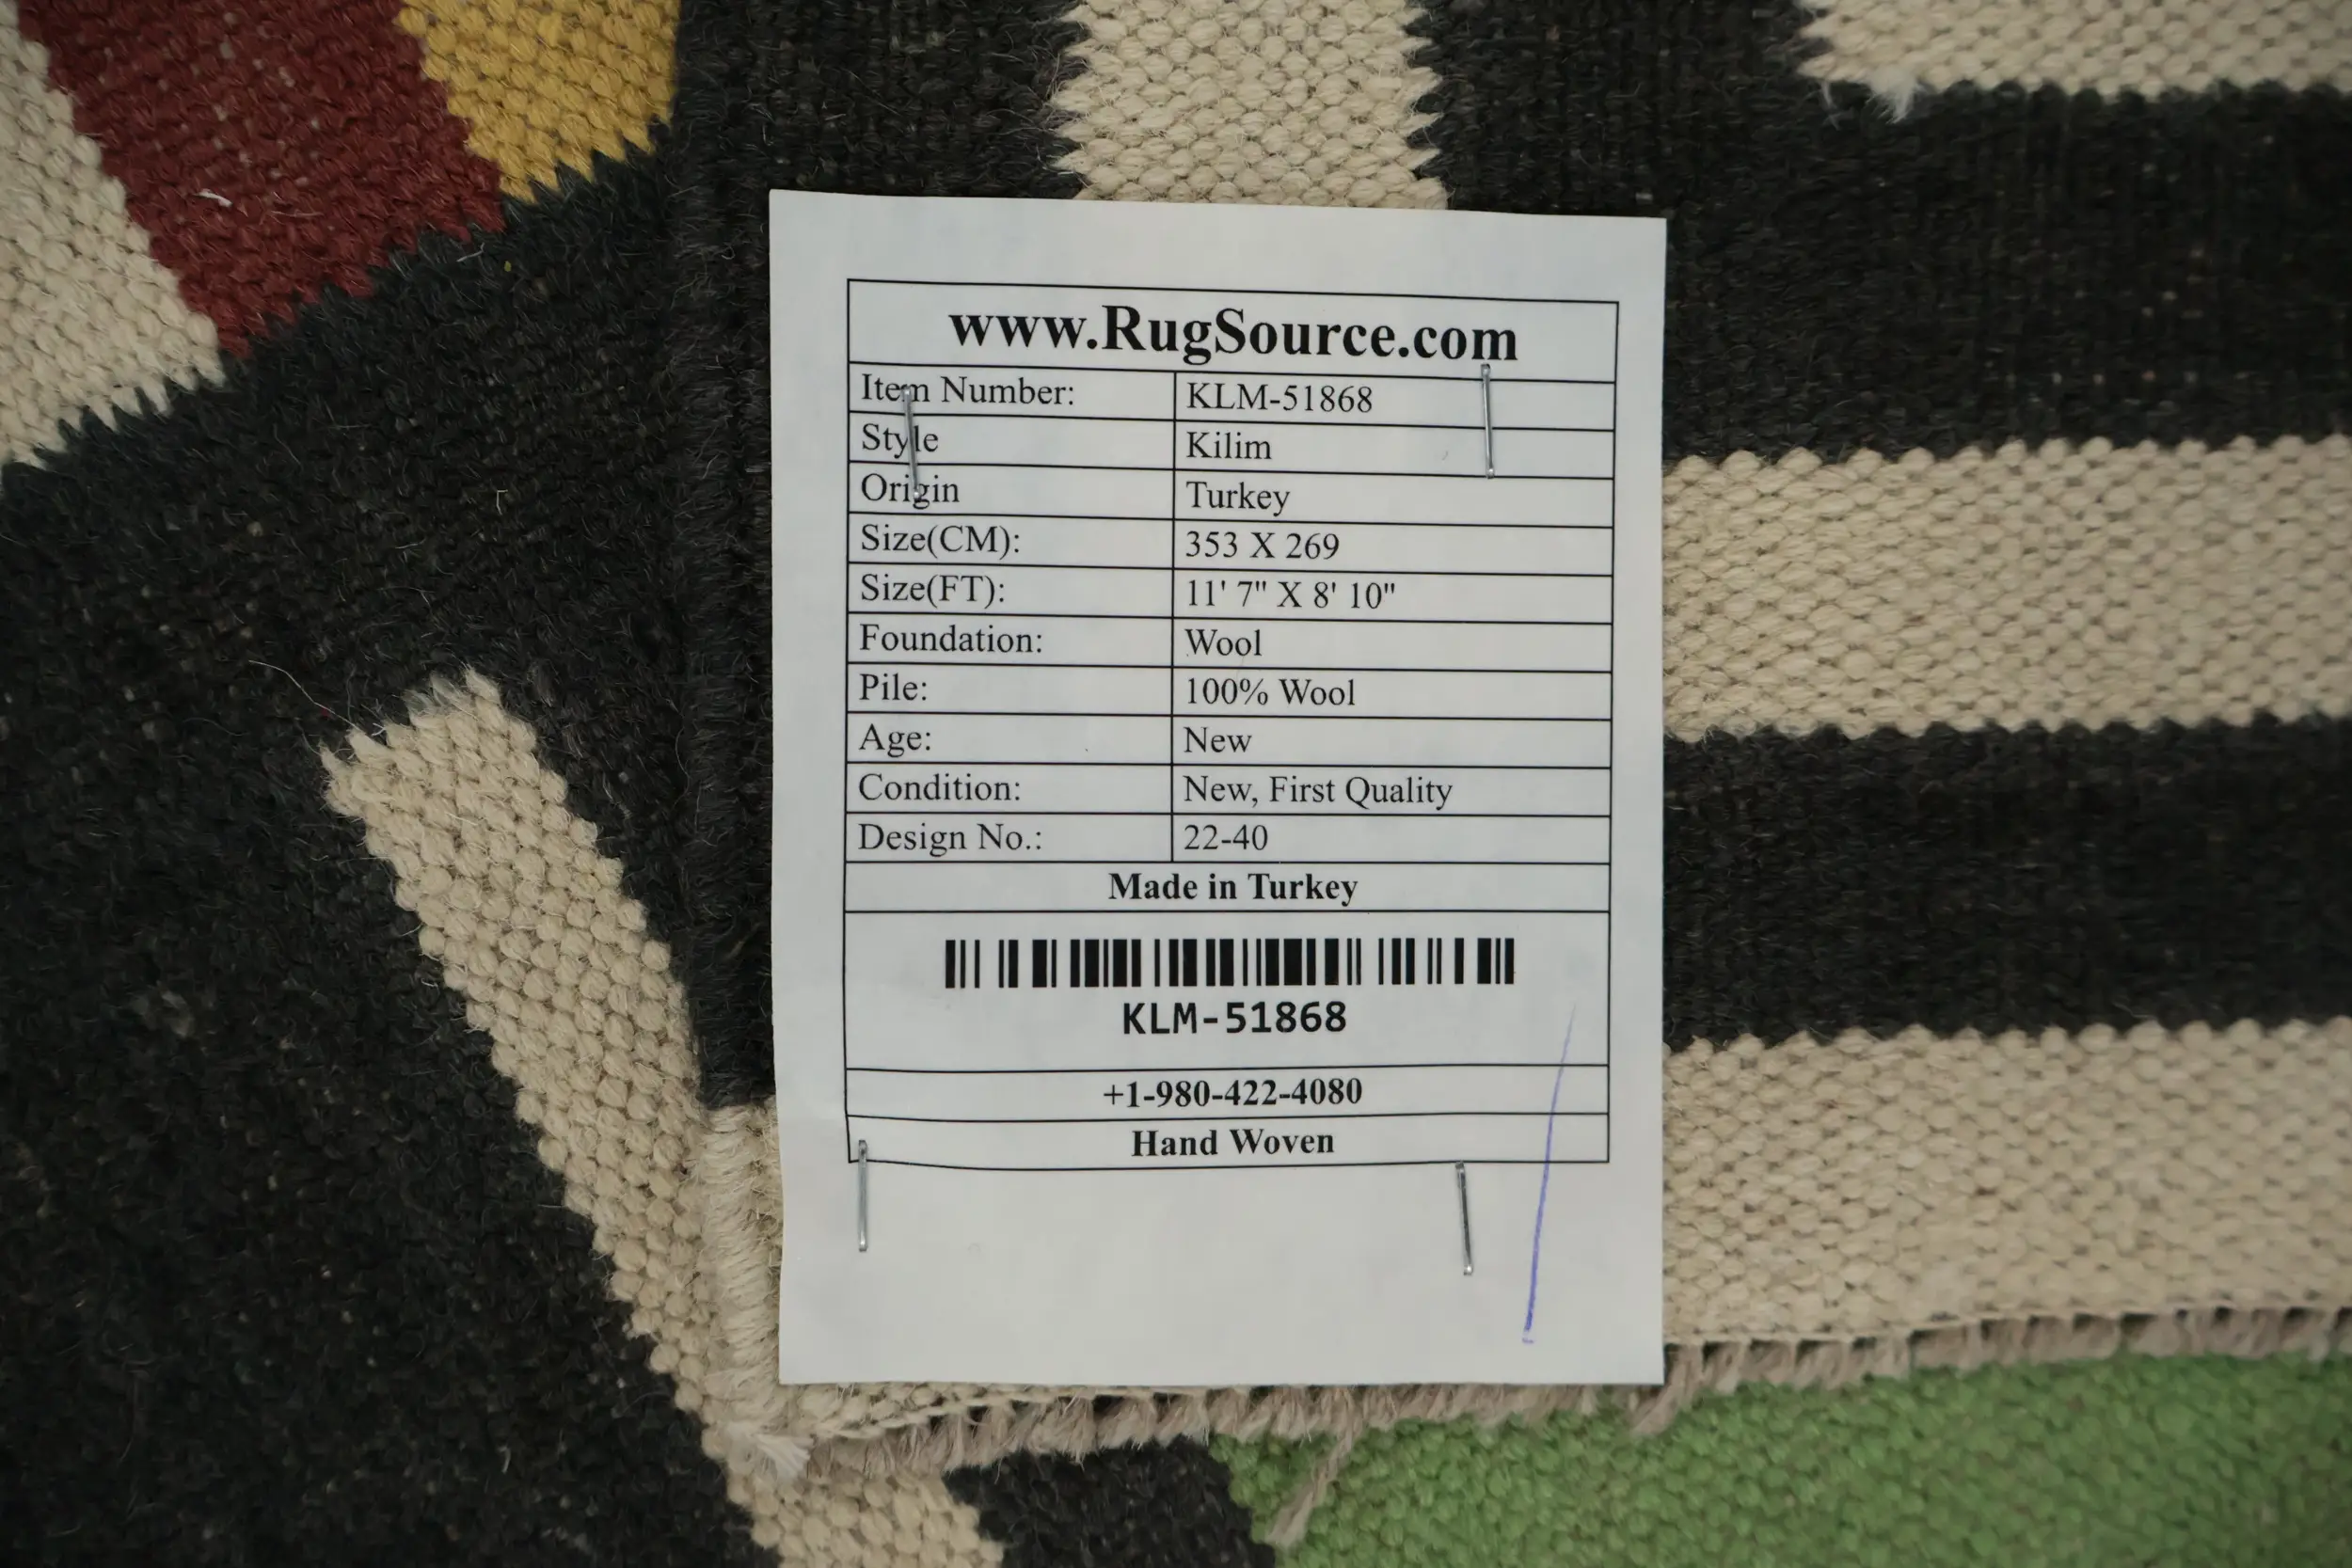 www.RugSource.com
Item Number: KLM-51868
Style Kilim
Origin Turkey
Size(CM): 353 X 269
Size(FT): 11' 7" X 8' 10"
Foundation: Wool
Pile: 100% Wool
Age: New
Condition: New, First Quality
Design No.: 22-40
Made in Turkey
KLM-51868
+1-980-422-4080
Hand Woven